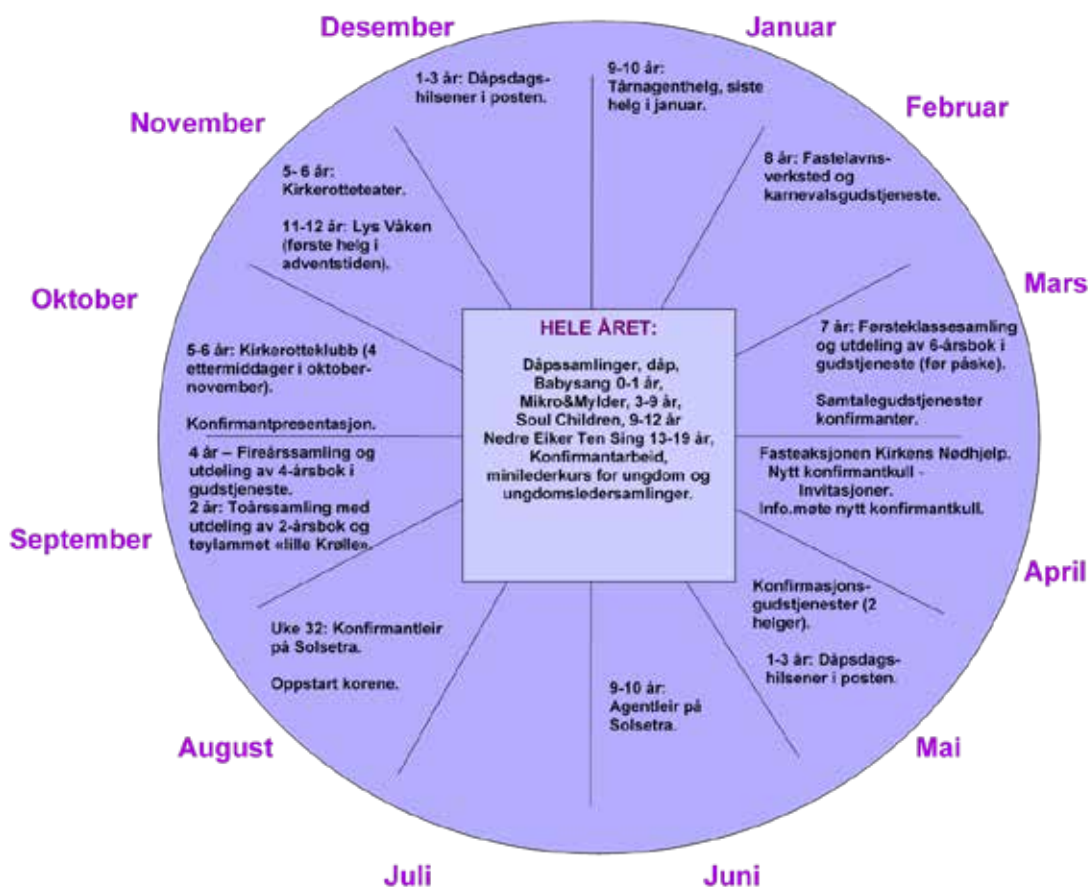 Desember
Januar
1-3 år: Dåpsdags-
hilsener i posten.
9-10 år:
Tårnagenthelg, siste
helg i januar.
November
Februar
5- 6 år:
Kirkerotteteater.
11-12 år: Lys Våken
(første helg i
adventstiden).
8 år: Fastelavns-
verksted og
karnevalsgudstjeneste.
Oktober
Mars
5-6 år: Kirkerotteklubb (4
ettermiddager i oktober-
november).
Konfirmantpresentasjon.
HELE ÅRET:
Dåpssamlinger, dåp,
Babysang 0-1 år,
Mikro&Mylder, 3-9 år,
Soul Children, 9-12 år
Nedre Eiker Ten Sing 13-19 år,
Konfirmantarbeid,
minilederkurs for ungdom og
ungdomsledersamlinger.
7 år: Førsteklassesamling
og utdeling av 6-årsbok i
gudstjeneste (før påske).
Samtalegudstjenester
konfirmanter.
4 år – Fireårssamling og
utdeling av 4-årsbok i
gudstjeneste.
2 år: Toårssamling med
utdeling av 2-årsbok og
tøylammet «lille Krølle».
Fasteaksjonen Kirkens Nødhjelp.
Nytt konfirmantkull -
Invitasjoner.
Info.møte nytt konfirmantkull.
September
April
Uke 32: Konfirmantleir
på Solsetra.
Oppstart korene.
Konfirmasjons-
gudstjenester (2
helger).
1-3 år: Dåpsdags-
hilsener i posten.
9-10 år:
Agentleir på
Solsetra.
August
Mai
Juli
Juni